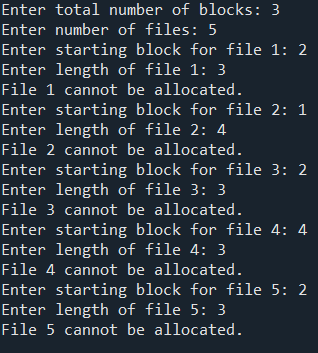 Enter total number of blocks: 3
Enter number of files: 5
Enter starting block for file 1: 2
Enter length of file 1: 3
File 1 cannot be allocated.
Enter starting block for file 2: 1
Enter length of file 2: 4
File 2 cannot be allocated.
Enter starting block for file 3: 2
Enter length of file 3: 3
File 3 cannot be allocated.
Enter starting block for file 4: 4
Enter length of file 4: 3
File 4 cannot be allocated.
Enter starting block for file 5: 2
Enter length of file 5: 3
File 5 cannot be allocated.